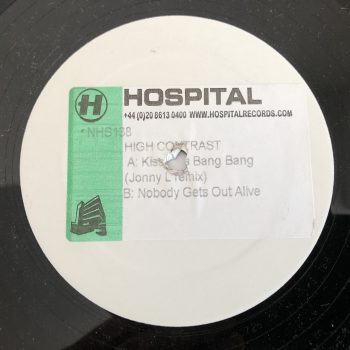 H HOSPITAL
+44 (0)20 8613 0400 WWW.HOSPITALRECORDS.COM
NHS138
HIGH CONTRAST
A: Kiss Bang Bang
(Jonny L remix)
B: Nobody Gets Out Alive